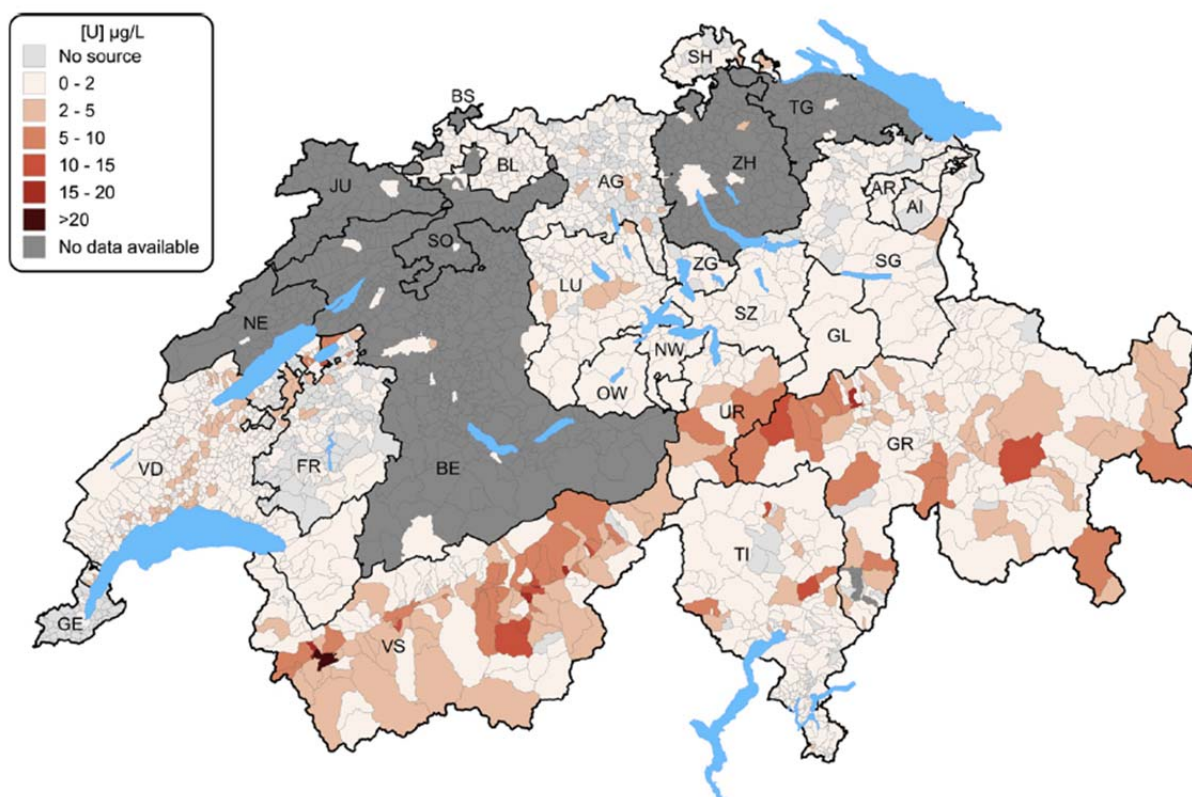 [U] µg/L
No source
0 - 2
2 - 5
5 - 10
10 - 15
15 - 20
>20
No data available
SH
BS
TG
BL
ZH
JU
AG
AR
AI
SO
ZG
SG
LU
NE
SZ
NW
GL
OW
UR
GR
VD
FR
BE
TI
GE
VS